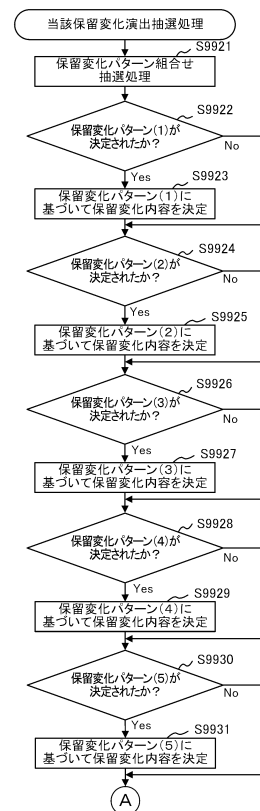 当該保留変化演出抽選処理
S9921
保留変化パターン組合せ
抽選処理
S9922
保留変化パターン(1)が
決定されたか?
No
Yes
S9923
保留変化パターン(1)に
基づいて保留変化内容を決定
S9924
保留変化パターン(2)が
決定されたか?
No
Yes
S9925
保留変化パターン(2)に
基づいて保留変化内容を決定
S9926
保留変化パターン(3)が
決定されたか?
No
Yes
S9927
保留変化パターン(3)に
基づいて保留変化内容を決定
S9928
保留変化パターン(4)が
決定されたか?
No
Yes
S9929
保留変化パターン(4)に
基づいて保留変化内容を決定
S9930
保留変化パターン(5)が
決定されたか?
No
Yes
S9931
保留変化パターン(5)に
基づいて保留変化内容を決定
A